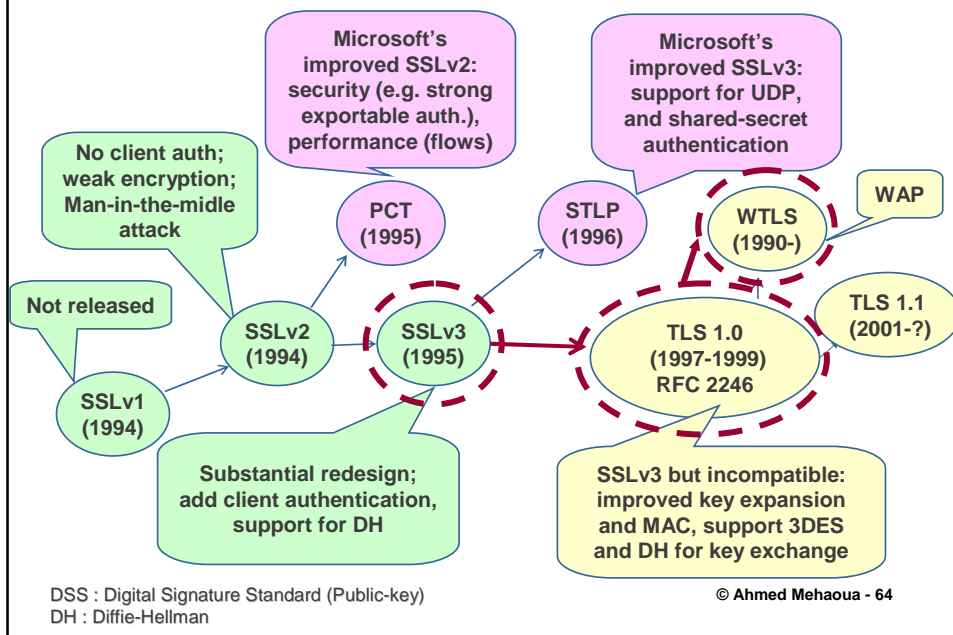 Microsoft's
improved SSLv2:
security (e.g. strong
exportable auth.),
performance (flows)
Microsoft's
improved SSLv3:
support for UDP,
and shared-secret
authentication
No client auth;
weak encryption;
Man-in-the-midle
attack
PCT
(1995)
STLP
(1996)
WTLS
(1990-)
WAP
Not released
SSLv2
(1994)
SSLv3
(1995)
TLS 1.0
(1997-1999)
RFC 2246
TLS 1.1
(2001-?)
SSLv1
(1994)
Substantial redesign;
add client authentication,
support for DH
SSLv3 but incompatible:
improved key expansion
and MAC, support 3DES
and DH for key exchange
DSS : Digital Signature Standard (Public-key)
DH : Diffie-Hellman
© Ahmed Mehaoua - 64